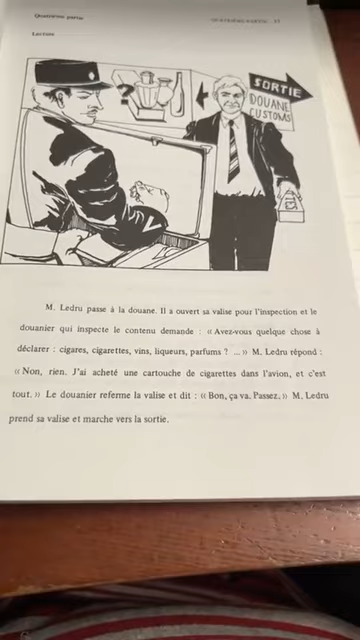 Quatrième partie
Lecture
?
SORTIE
DOUANE
CUSTOMS
M. Ledru passe à la douane. Il a ouvert sa valise pour l'inspection et le
douanier qui inspecte le contenu demande : « Avez-vous quelque chose à
déclarer : cigares, cigarettes, vins, liqueurs, parfums ? ... » M. Ledru répond :
« Non, rien. J'ai acheté une cartouche de cigarettes dans l'avion, et c'est
tout. » Le douanier referme la valise et dit : « Bon, ça va. Passez. » M. Ledru
prend sa valise et marche vers la sortie.